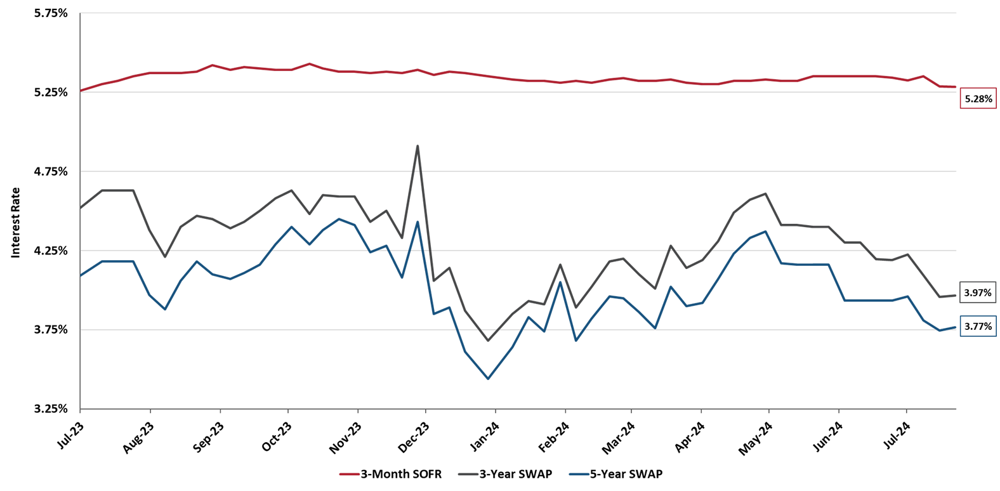 5.75%
5.25%
4.75%
4.25%
3.75%
3.25%
Interest Rate
5.28%
3.97%
3.77%
Jul-23
Aug-23
Sep-23
Oct-23
Nov-23
Dec-23
Jan-24
Feb-24
Mar-24
Apr-24
May-24
Jun-24
Jul-24
3-Month SOFR
3-Year SWAP
5-Year SWAP